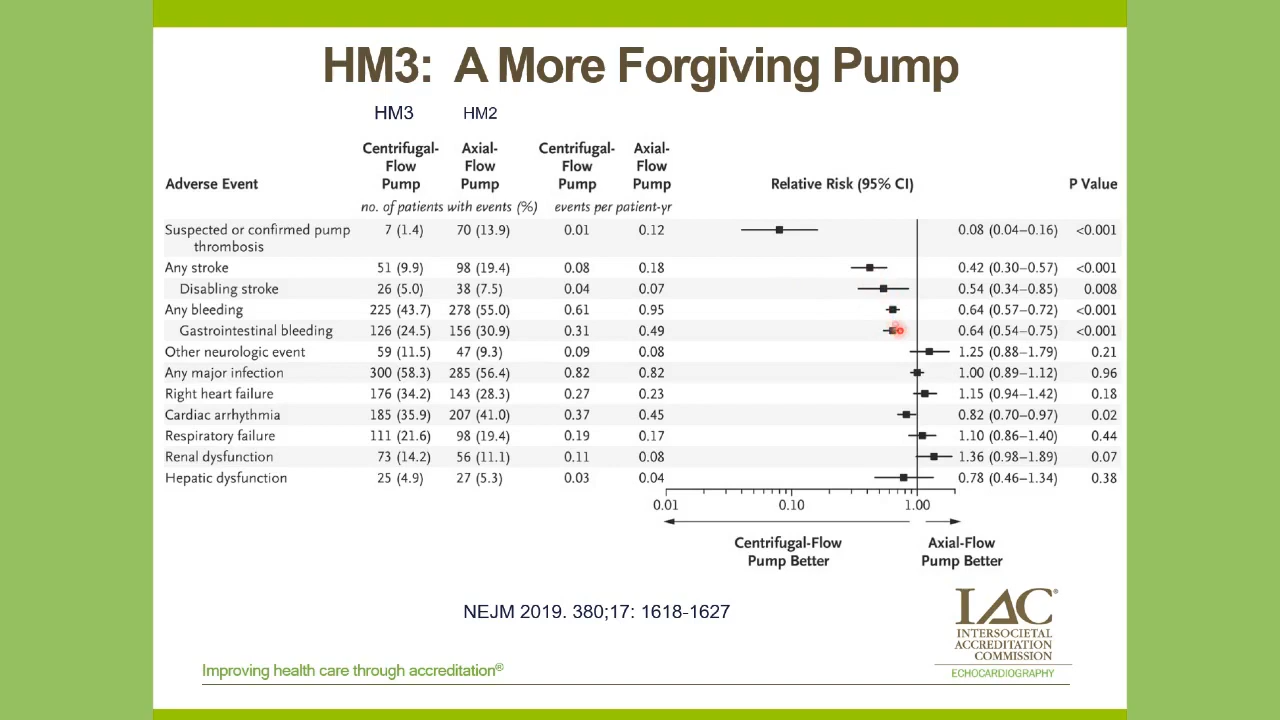 HM3: A More Forgiving Pump
HM3 HM2
Centrifugal-Flow Pump Axial-Flow Pump Centrifugal-Flow Pump Axial-Flow Pump
Adverse Event Relative Risk (95% CI) P Value
no. of patients with events (%) events per patient-yr
Suspected or confirmed pump thrombosis 7 (1.4) 70 (13.9) 0.01 0.12 0.08 (0.04–0.16) <0.001
Any stroke 51 (9.9) 98 (19.4) 0.08 0.18 0.42 (0.30–0.57) <0.001
Disabling stroke 26 (5.0) 38 (7.5) 0.04 0.07 0.54 (0.34–0.85) 0.008
Any bleeding 225 (43.7) 278 (55.0) 0.61 0.95 0.64 (0.57–0.72) <0.001
Gastrointestinal bleeding 126 (24.5) 156 (30.9) 0.31 0.49 0.64 (0.54–0.75) <0.001
Other neurologic event 59 (11.5) 47 (9.3) 0.09 0.08 1.25 (0.88–1.79) 0.21
Any major infection 300 (58.3) 285 (56.4) 0.82 0.82 1.00 (0.89–1.12) 0.96
Right heart failure 176 (34.2) 143 (28.3) 0.27 0.23 1.15 (0.94–1.42) 0.18
Cardiac arrhythmia 185 (35.9) 207 (41.0) 0.37 0.45 0.82 (0.70–0.97) 0.02
Respiratory failure 111 (21.6) 98 (19.4) 0.19 0.17 1.10 (0.86–1.40) 0.44
Renal dysfunction 73 (14.2) 56 (11.1) 0.11 0.08 1.36 (0.98–1.89) 0.07
Hepatic dysfunction 25 (4.9) 27 (5.3) 0.03 0.04 0.78 (0.46–1.34) 0.38
0.01 0.10 1.00
Centrifugal-Flow Axial-Flow
Pump Better Pump Better
NEJM 2019. 380;17: 1618-1627
IAC®
INTERSOCIETAL
ACCREDITATION
COMMISSION
ECHOCARDIOGRAPHY
Improving health care through accreditation®